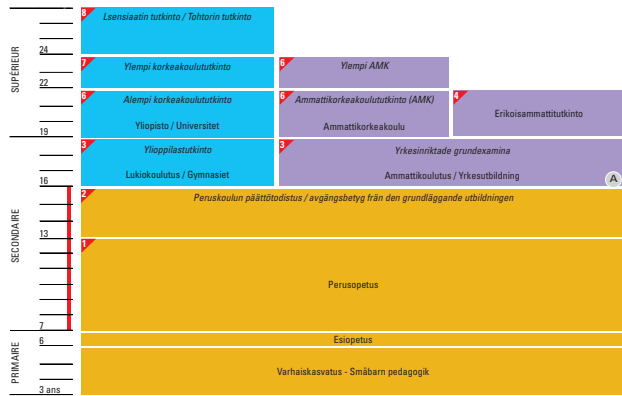 SUPÉRIEUR
SECONDAIRE
PRIMAIRE
24
22
19
16
13
7
6
3 ans
8
Lsensiaatin tutkinto / Tohtorin tutkinto
7
Ylempi korkeakoulututkinto
6
Ylempi AMK
6
Alempi korkeakoulututkinto
Yliopisto / Universitet
6
Ammattikorkeakoulututkinto (AMK)
Ammattikorkeakoulu
4
Erikoisammattitutkinto
3
Ylioppilastutkinto
Lukiokoulutus / Gymnasiet
3
Yrkesinriktade grundexamina
Ammattikoulutus / Yrkesutbildning
A
2
Peruskoulun päättötodistus / avgängsbetyg från den grundläggande utbildningen
1
Perusopetus
Esiopetus
Varhaiskasvatus - Småbarn pedagogik